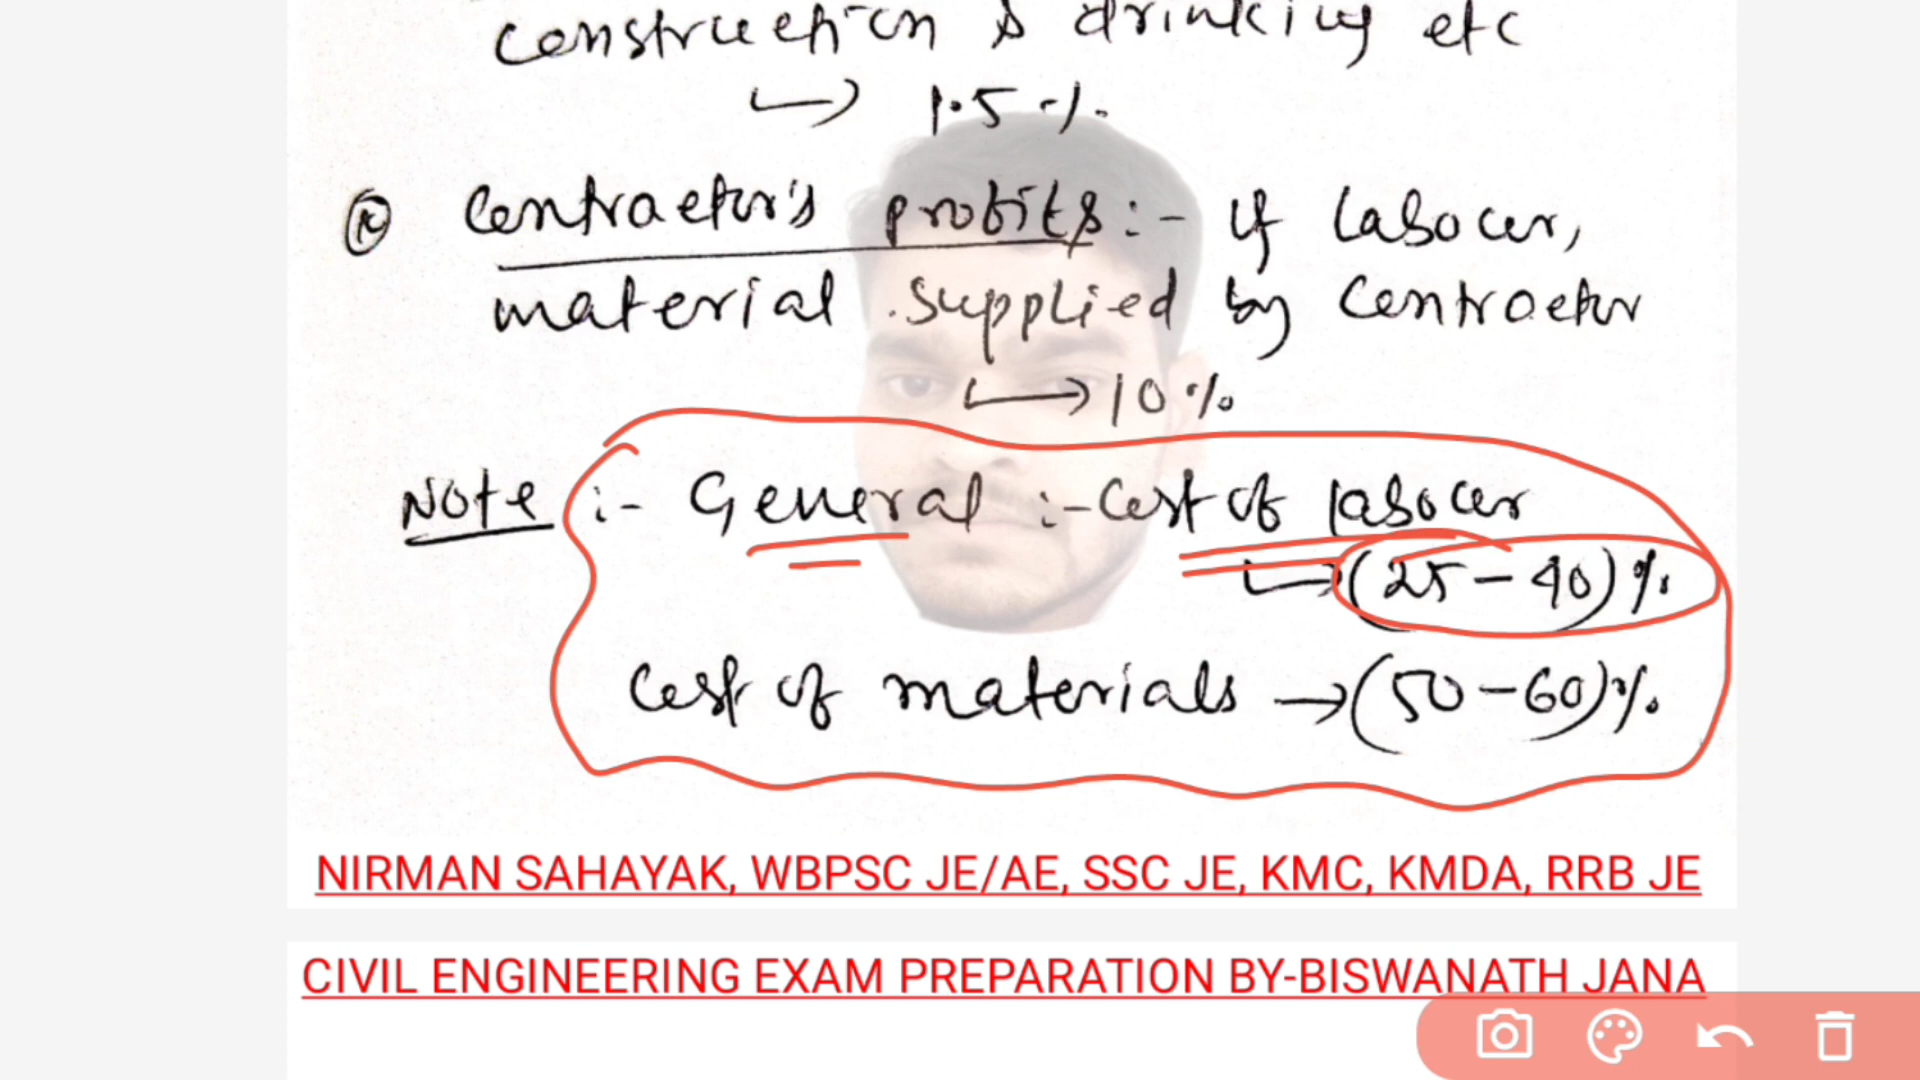 construction & drinking etc
↳ 1.5 %.
Contractor's profits :- if labour,
material supplied by Contractor
↳ 10 %
Note :- General :- Cost of labour
↳ (25-40) %.
Cost of materials → (50-60) %.
NIRMAN SAHAYAK, WBPSC JE/AE, SSC JE, KMC, KMDA, RRB JE
CIVIL ENGINEERING EXAM PREPARATION BY-BISWANATH JANA